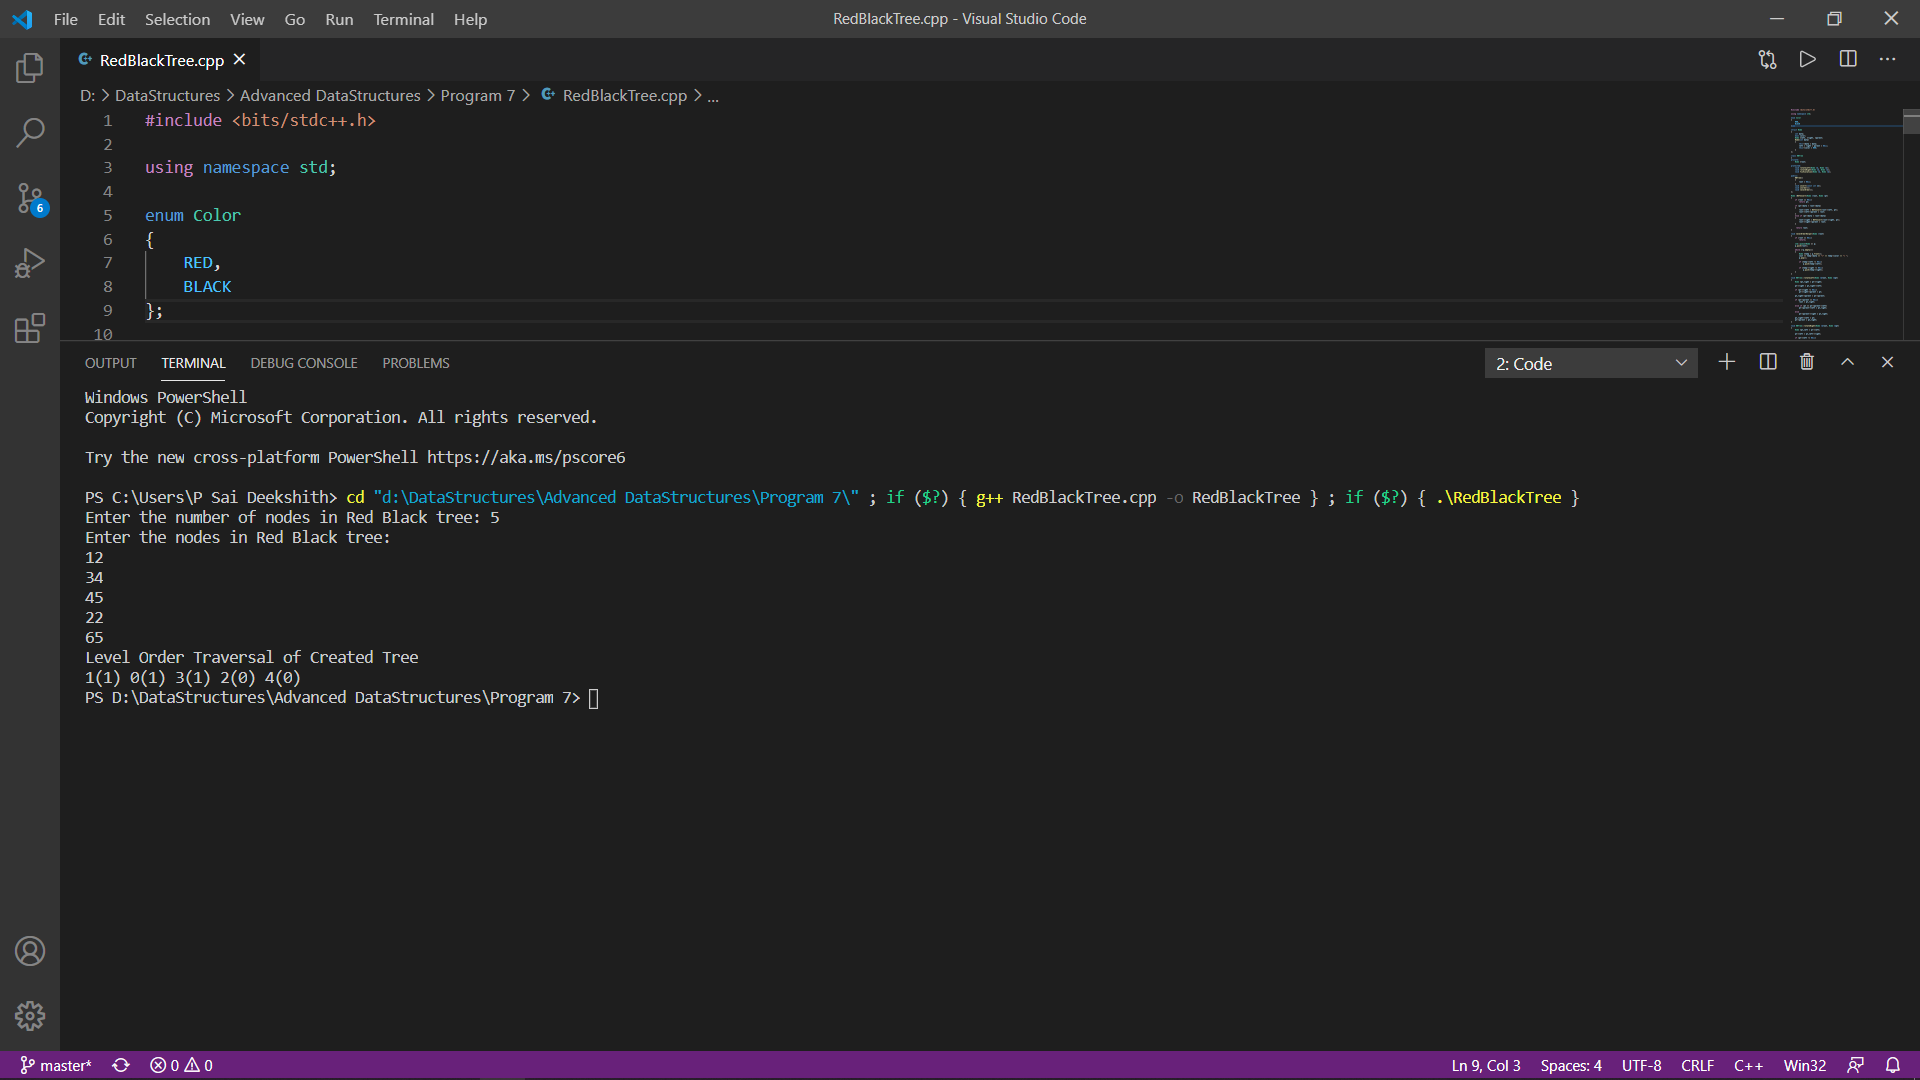 File Edit Selection View Go Run Terminal Help
RedBlackTree.cpp - Visual Studio Code
RedBlackTree.cpp
D: > DataStructures > Advanced DataStructures > Program 7 > RedBlackTree.cpp > ...
1 #include <bits/stdc++.h>
2
3 using namespace std;
4
5 enum Color
6 {
7 RED,
8 BLACK
9 };
10
6
OUTPUT TERMINAL DEBUG CONSOLE PROBLEMS
2: Code
Windows PowerShell
Copyright (C) Microsoft Corporation. All rights reserved.
Try the new cross-platform PowerShell https://aka.ms/pscore6
PS C:\Users\P Sai Deekshith> cd "d:\DataStructures\Advanced DataStructures\Program 7\" ; if ($?) { g++ RedBlackTree.cpp -o RedBlackTree } ; if ($?) { .\RedBlackTree }
Enter the number of nodes in Red Black tree: 5
Enter the nodes in Red Black tree:
12
34
45
22
65
Level Order Traversal of Created Tree
1(1) 0(1) 3(1) 2(0) 4(0)
PS D:\DataStructures\Advanced DataStructures\Program 7>
master* 0 0
Ln 9, Col 3 Spaces: 4 UTF-8 CRLF C++ Win32